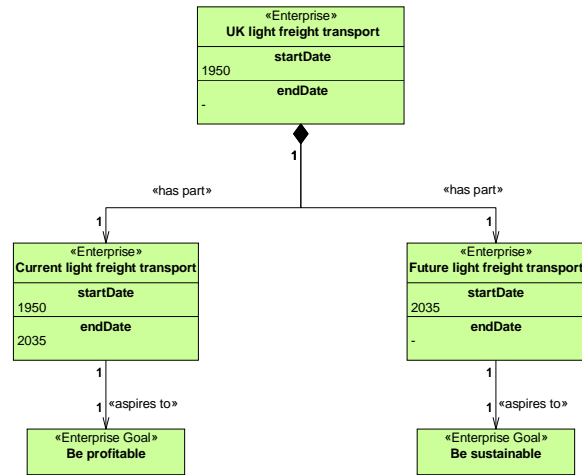 «Enterprise»
UK light freight transport
startDate
1950
endDate
-
1
«has part»
«has part»
1
1
«Enterprise»
Current light freight transport
startDate
1950
endDate
2035
«Enterprise»
Future light freight transport
startDate
2035
endDate
-
1
1
1
«aspires to»
1
«aspires to»
«Enterprise Goal»
Be profitable
«Enterprise Goal»
Be sustainable